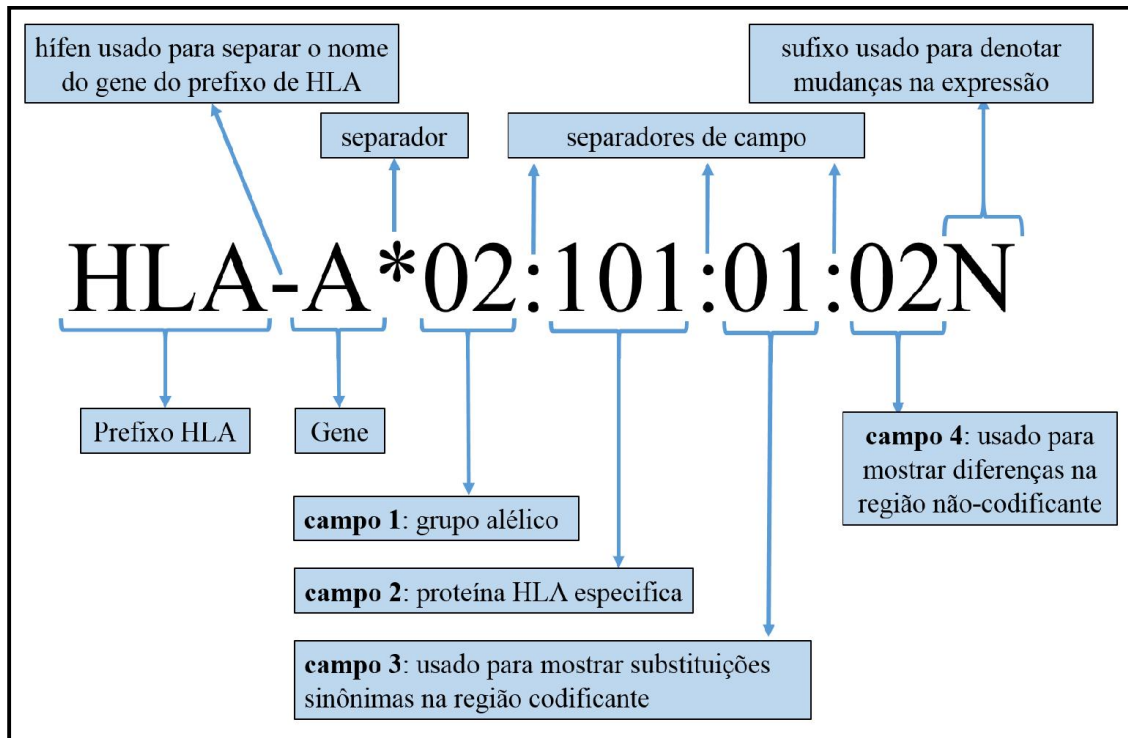 hífen usado para separar o nome
do gene do prefixo de HLA
sufixo usado para denotar
mudanças na expressão
separador
separadores de campo
HLA-A*02:101:01:02N
Prefixo HLA
Gene
campo 4: usado para
mostrar diferenças na
região não-codificante
campo 1: grupo alélico
campo 2: proteína HLA especifica
campo 3: usado para mostrar substituições
sinônimas na região codificante